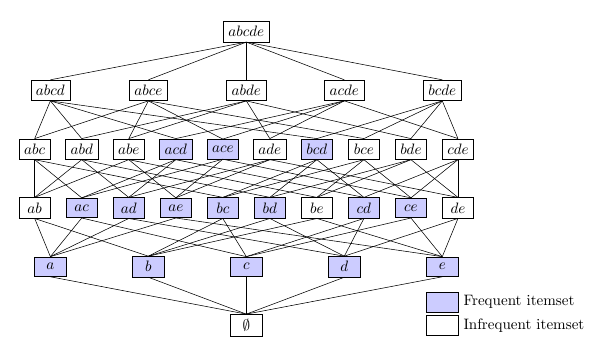 abcde
abcd abce abde acde bcde
abc abd abe acd ace ade bcd bce bde cde
ab ac ad ae bc bd be cd ce de
a b c d e
∅
Frequent itemset
Infrequent itemset